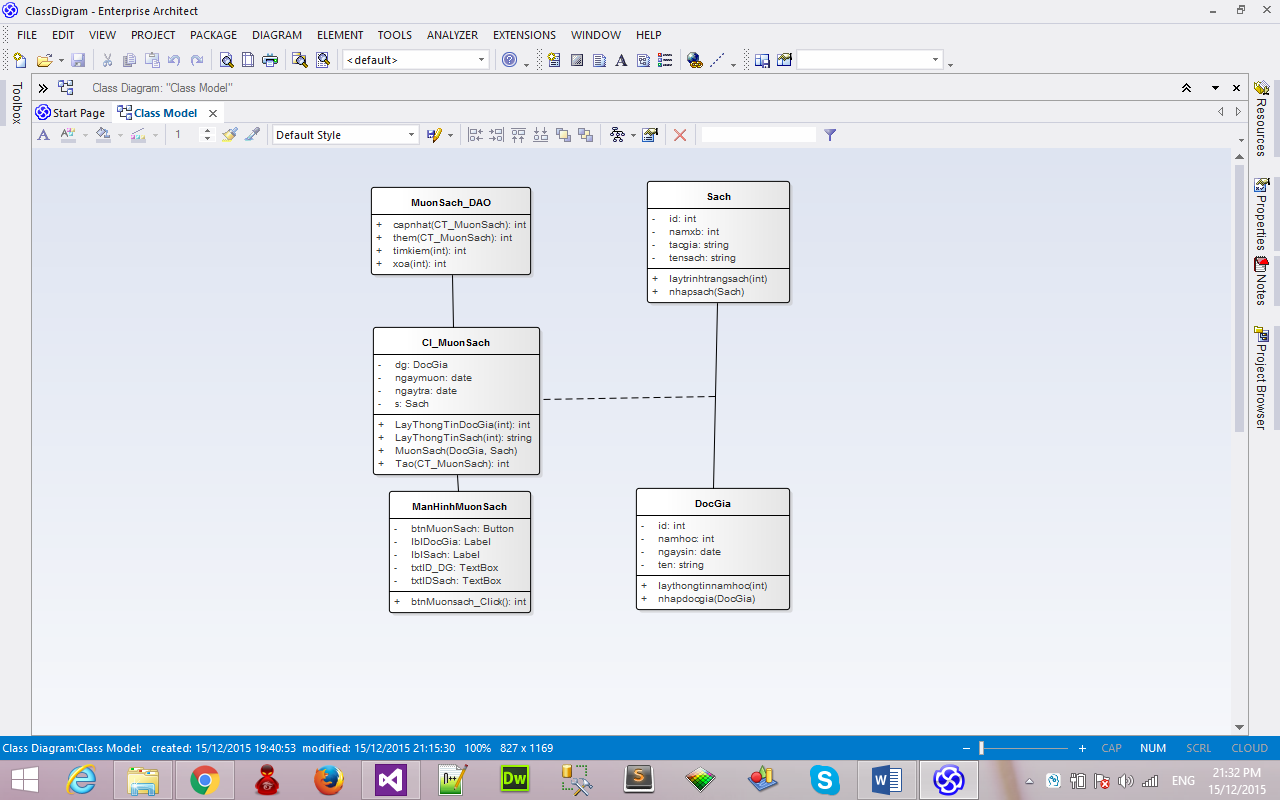 ClassDigram - Enterprise Architect
FILE EDIT VIEW PROJECT PACKAGE DIAGRAM ELEMENT TOOLS ANALYZER EXTENSIONS WINDOW HELP
<default>
Toolbox
Class Diagram: "Class Model"
Start Page Class Model
1 Default Style
Resources
Properties
Notes
Project Browser
MuonSach_DAO
+ capnhat(CT_MuonSach): int
+ them(CT_MuonSach): int
+ timkiem(int): int
+ xoa(int): int
Sach
- id: int
- namxb: int
- tacgia: string
- tensach: string
+ laytrinhtrangsach(int)
+ nhapsach(Sach)
Cl_MuonSach
- dg: DocGia
- ngaymuon: date
- ngaytra: date
- s: Sach
+ LayThongTinDocGia(int): int
+ LayThongTinSach(int): string
+ MuonSach(DocGia, Sach)
+ Tao(CT_MuonSach): int
ManHinhMuonSach
- btnMuonSach: Button
- lblDocGia: Label
- lblSach: Label
- txtID_DG: TextBox
- txtIDSach: TextBox
+ btnMuonsach_Click(): int
DocGia
- id: int
- namhoc: int
- ngaysin: date
- ten: string
+ laythongtinnamhoc(int)
+ nhapdocgia(DocGia)
Class Diagram:Class Model: created: 15/12/2015 19:40:53 modified: 15/12/2015 21:15:30 100% 827 x 1169
CAP NUM SCRL CLOUD
ENG
21:32 PM
15/12/2015